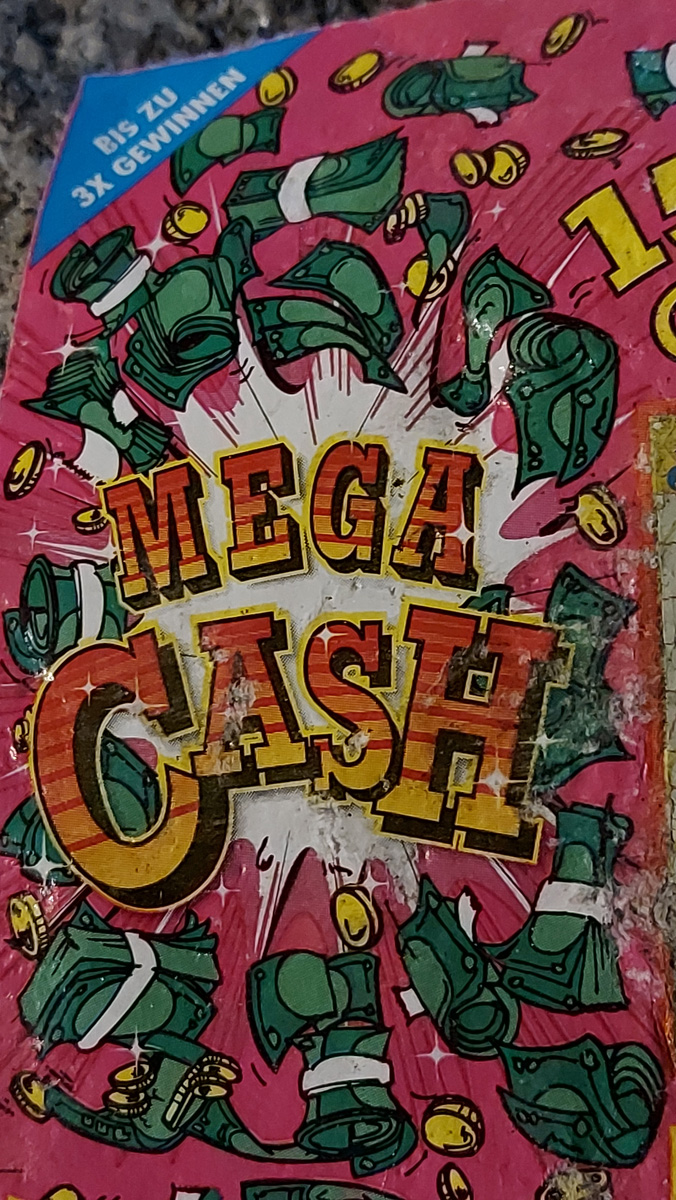 BIS ZU
3X GEWINNEN
MEGA
CASH